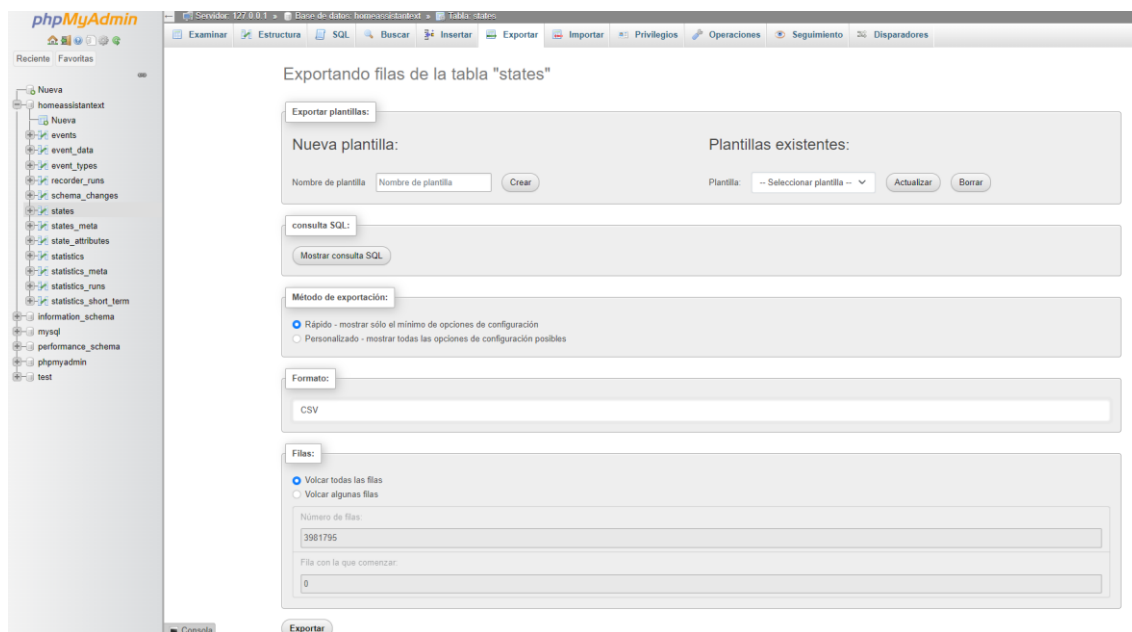 phpMyAdmin
Reciente Favoritas
Nueva
homeassistantext
Nueva
events
event_data
event_types
recorder_runs
schema_changes
states
states_meta
state_attributes
statistics
statistics_meta
statistics_runs
statistics_short_term
information_schema
mysql
performance_schema
phpmyadmin
test
Servidor: 127.0.0.1 » Base de datos: homeassistantext » Tabla: states
Examinar Estructura SQL Buscar Insertar Exportar Importar Privilegios Operaciones Seguimiento Disparadores
Exportando filas de la tabla "states"
Exportar plantillas:
Nueva plantilla:
Nombre de plantilla Nombre de plantilla Crear
Plantillas existentes:
Plantilla: -- Seleccionar plantilla -- Actualizar Borrar
consulta SQL:
Mostrar consulta SQL
Método de exportación:
Rápido - mostrar sólo el mínimo de opciones de configuración
Personalizado - mostrar todas las opciones de configuración posibles
Formato:
CSV
Filas:
Volcar todas las filas
Volcar algunas filas
Número de filas:
3981795
Fila con la que comenzar:
0
Consola
Exportar